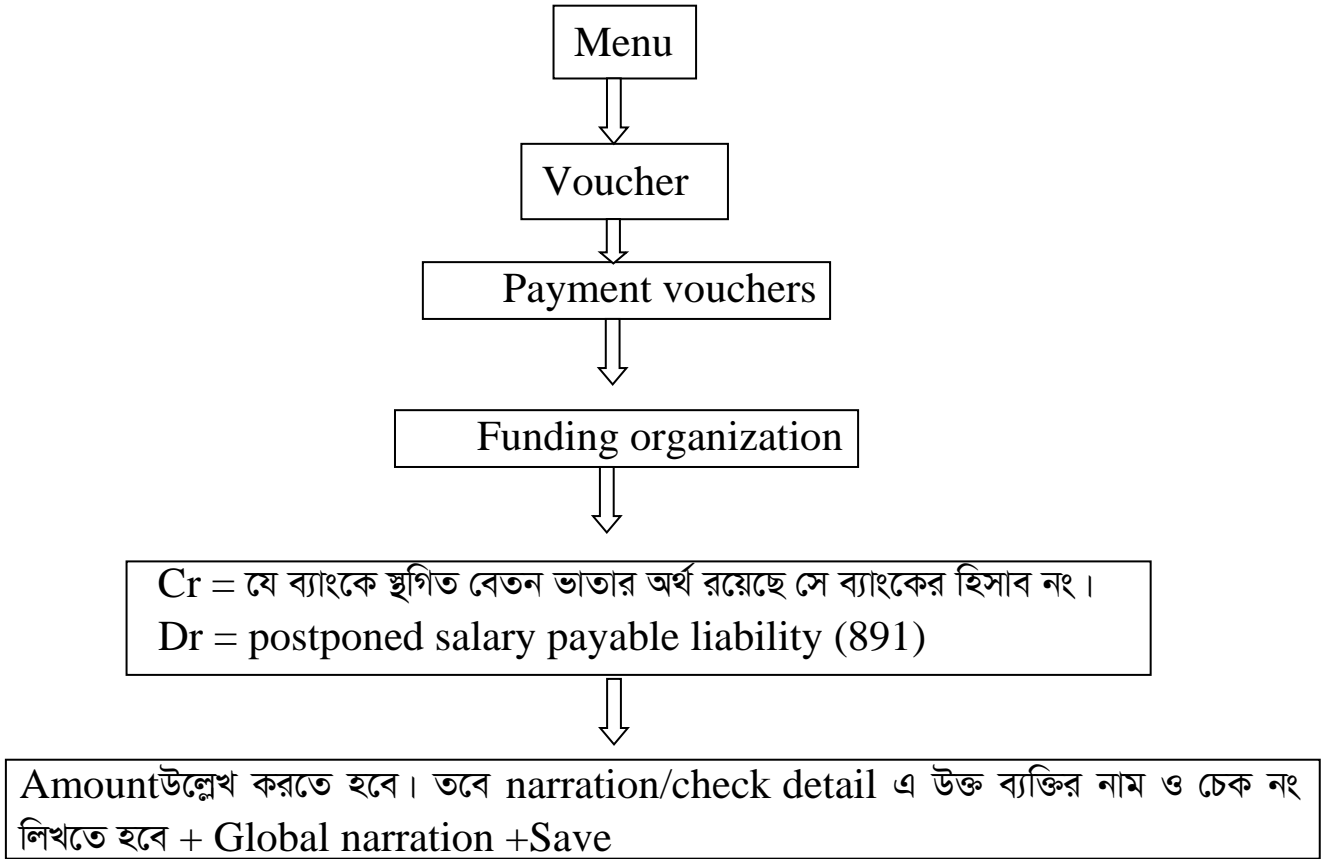 Menu
Voucher
Payment vouchers
Funding organization
Cr = যে ব্যাংকে স্থগিত বেতন ভাতার অর্থ রয়েছে সে ব্যাংকের হিসাব নং।
Dr = postponed salary payable liability (891)
Amountউল্লেখ করতে হবে। তবে narration/check detail এ উক্ত ব্যক্তির নাম ও চেক নং
লিখতে হবে + Global narration +Save